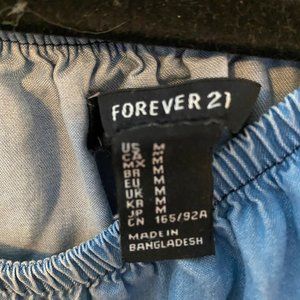 FOREVER 21
US M
CA M
MX M
BR M
EU M
UK M
KR M
JP M
CN 165/92A
MADE IN
BANGLADESH